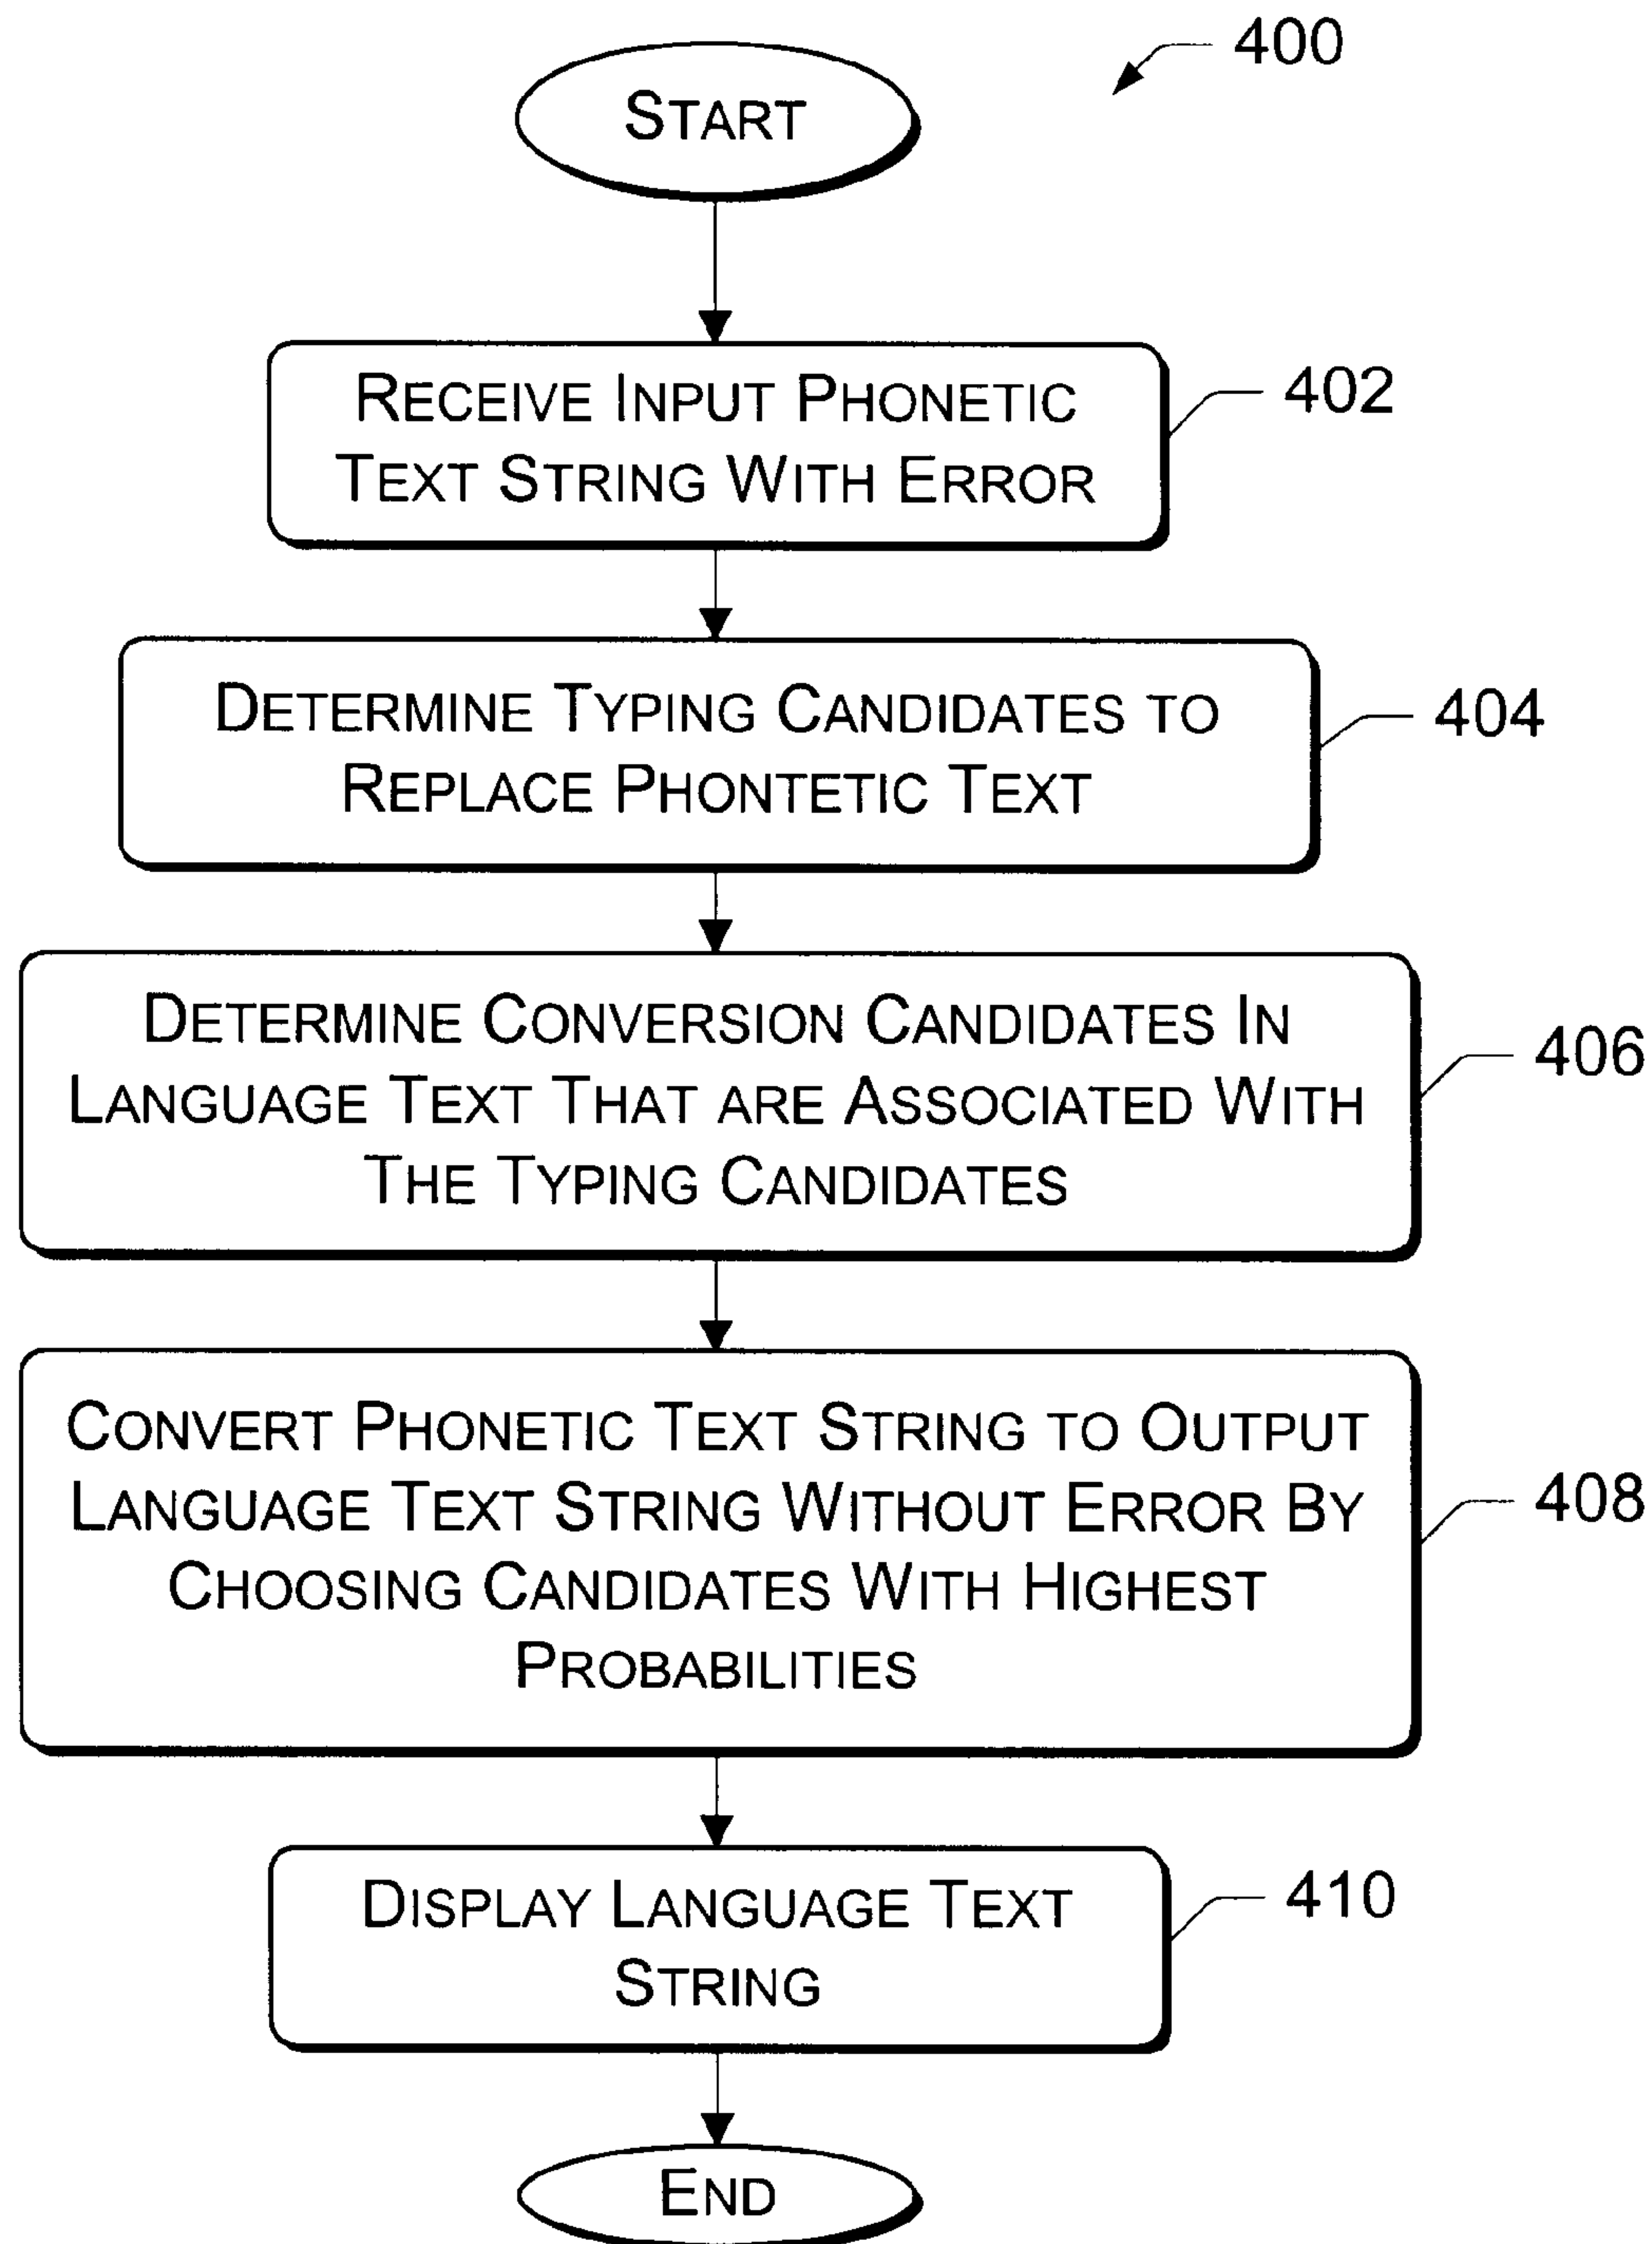 400
START
RECEIVE INPUT PHONETIC
TEXT STRING WITH ERROR
402
DETERMINE TYPING CANDIDATES TO
REPLACE PHONTETIC TEXT
404
DETERMINE CONVERSION CANDIDATES IN
LANGUAGE TEXT THAT ARE ASSOCIATED WITH
THE TYPING CANDIDATES
406
CONVERT PHONETIC TEXT STRING TO OUTPUT
LANGUAGE TEXT STRING WITHOUT ERROR BY
CHOOSING CANDIDATES WITH HIGHEST
PROBABILITIES
408
DISPLAY LANGUAGE TEXT
STRING
410
END